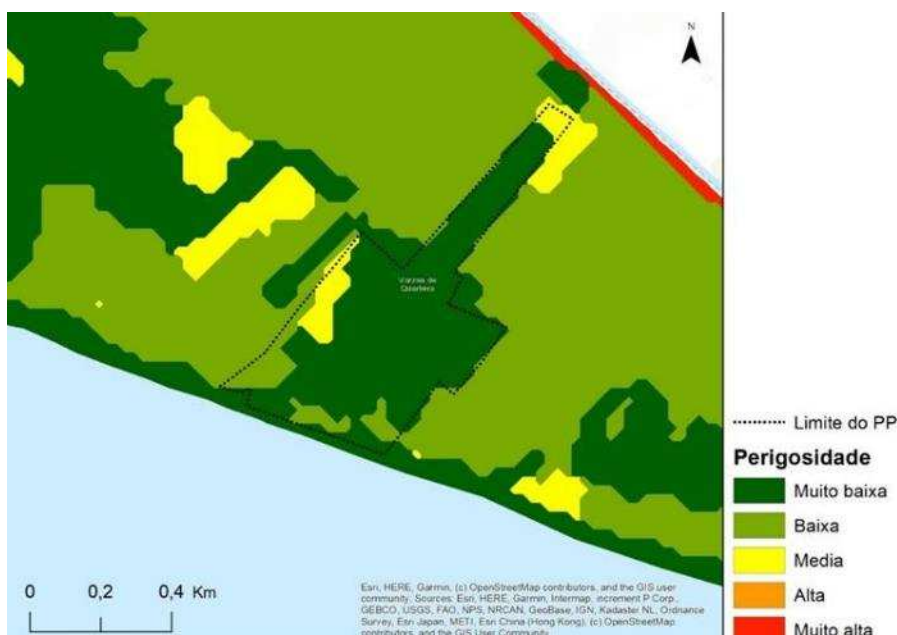 N
Varzea de
Quarteira
Limite do PP
Perigosidade
Muito baixa
Baixa
Media
Alta
Muito alta
0 0,2 0,4 Km
Esri, HERE, Garmin, (c) OpenStreetMap contributors, and the GIS user
community, Sources: Esri, HERE, Garmin, Intermap, increment P Corp.,
GEBCO, USGS, FAO, NPS, NRCAN, GeoBase, IGN, Kadaster NL, Ordnance
Survey, Esri Japan, METI, Esri China (Hong Kong), (c) OpenStreetMap
contributors, and the GIS User Community